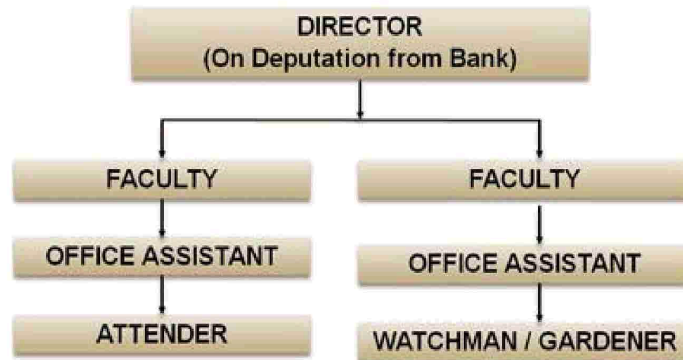 DIRECTOR
(On Deputation from Bank)
FACULTY
FACULTY
OFFICE ASSISTANT
OFFICE ASSISTANT
ATTENDER
WATCHMAN / GARDENER